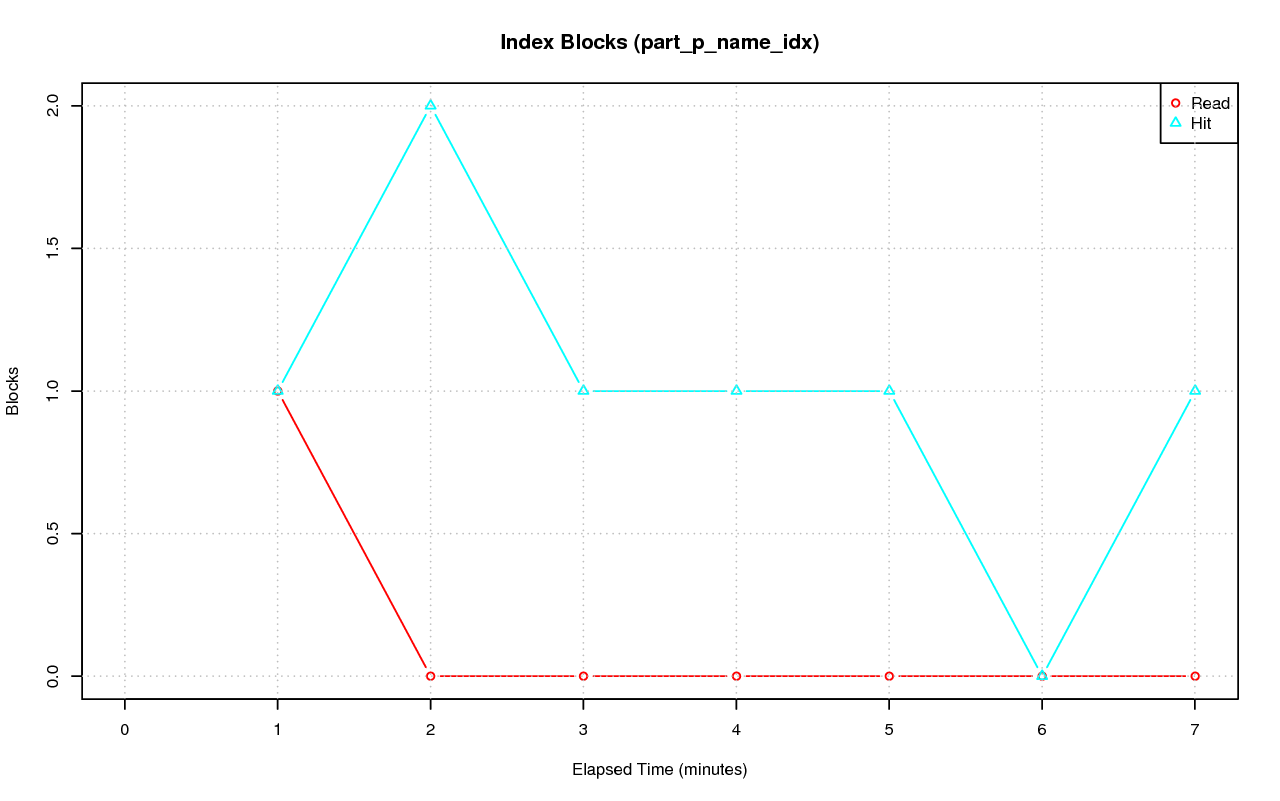 Index Blocks (part_p_name_idx)
Read
Hit
2.0
1.5
1.0
0.5
0.0
Blocks
0 1 2 3 4 5 6 7
Elapsed Time (minutes)